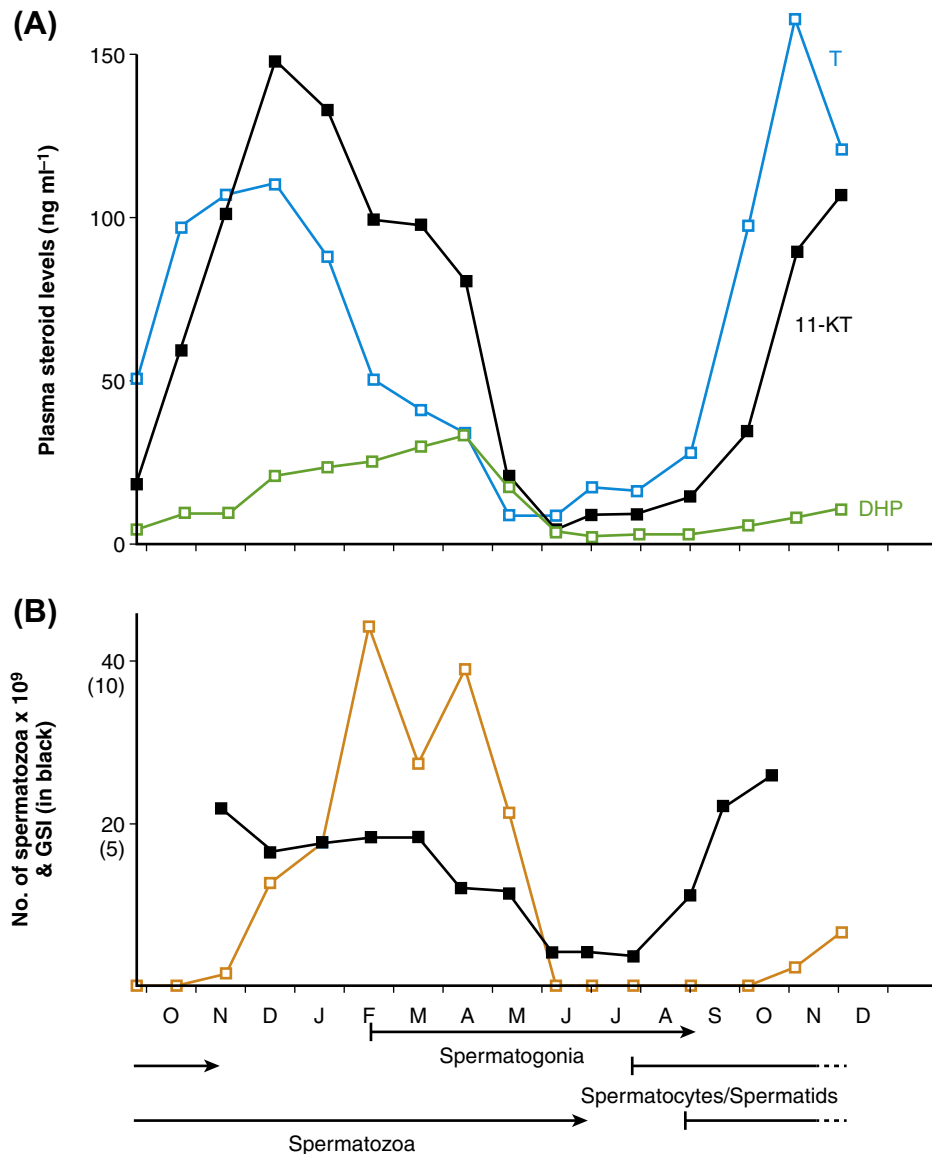 (A)
150
100
50
0
Plasma steroid levels (ng ml⁻¹)
T
11-KT
DHP
(B)
40
(10)
20
(5)
No. of spermatozoa x 10⁹
& GSI (in black)
O N D J F M A M J J A S O N D
Spermatogonia
Spermatocytes/Spermatids
Spermatozoa